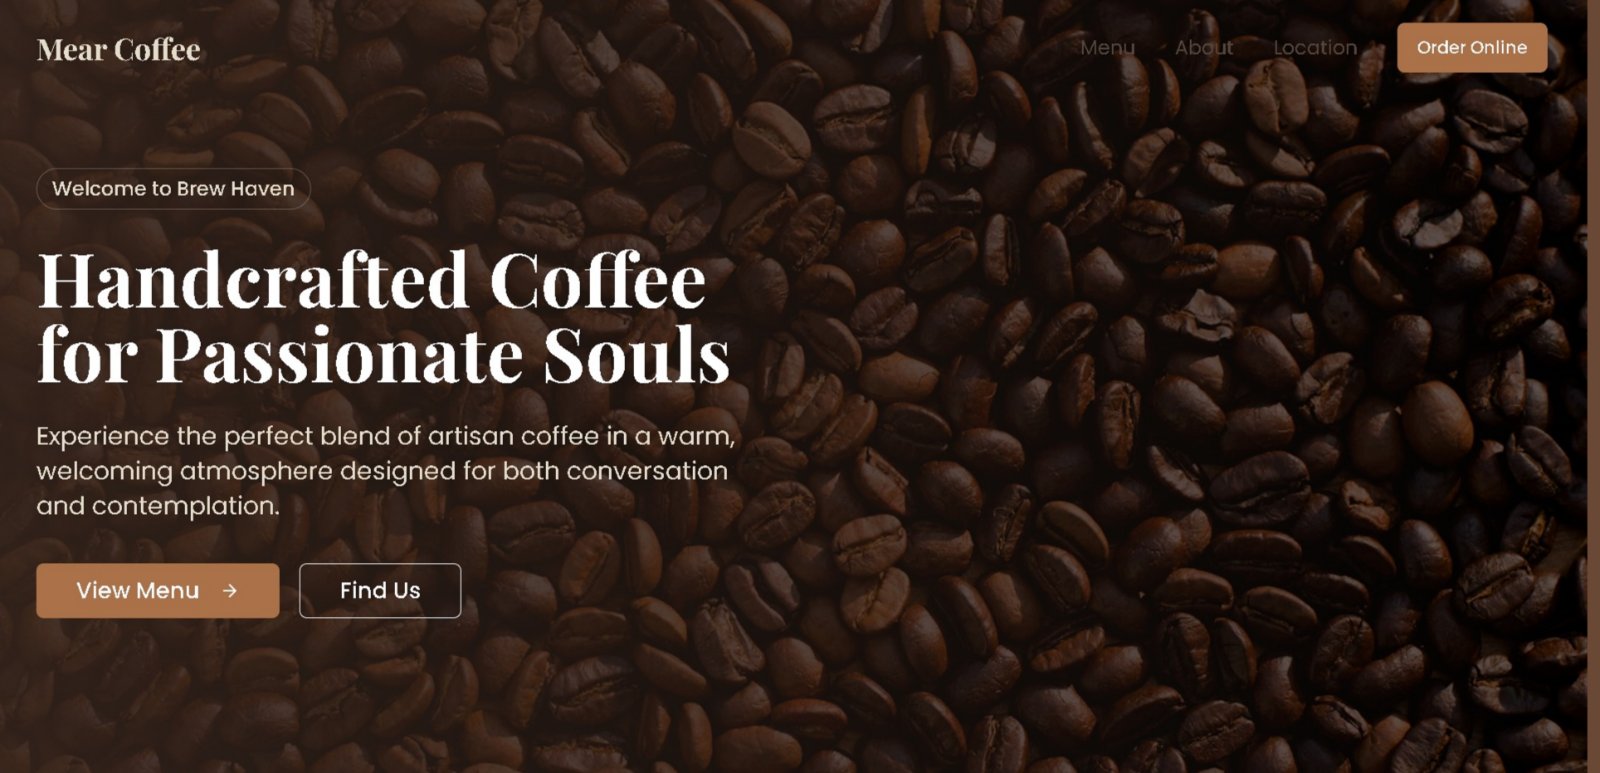 Mear Coffee
Menu
About
Location
Order Online
Welcome to Brew Haven
Handcrafted Coffee
for Passionate Souls
Experience the perfect blend of artisan coffee in a warm,
welcoming atmosphere designed for both conversation
and contemplation.
View Menu →
Find Us